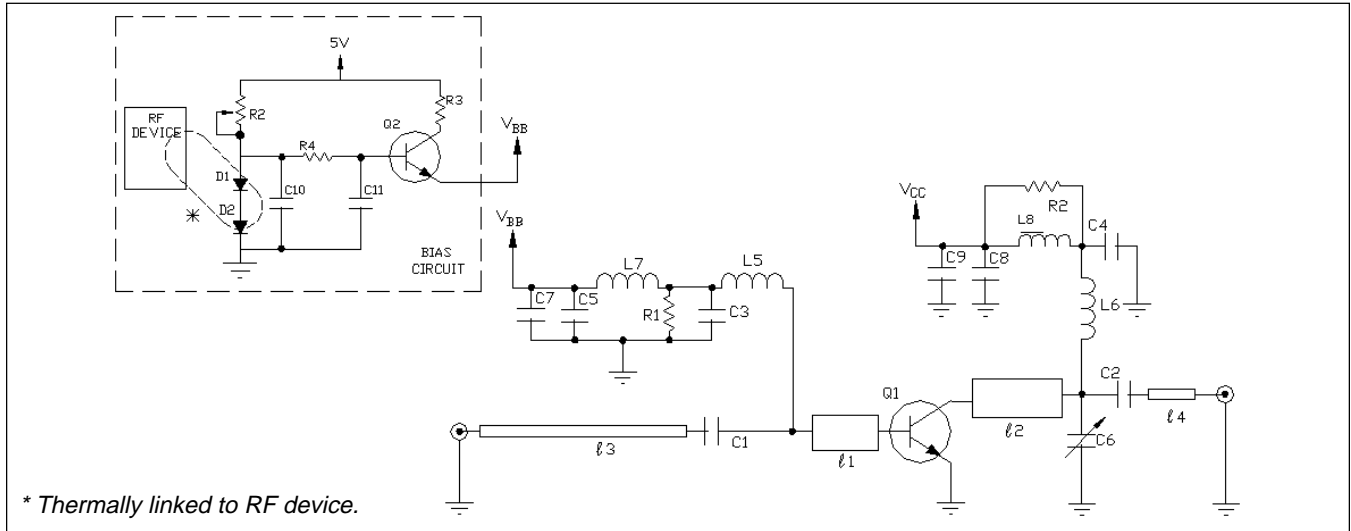 5V
R2
R3
RF
DEVICE
Q2
V_BB
R4
D1
C10
C11
D2
*
BIAS
CIRCUIT
V_BB
L7
L5
C7
C5
R1
C3
V_CC
R2
L8
C4
C9
C8
L6
Q1
C2
ℓ4
ℓ2
C6
C1
ℓ1
ℓ3
* Thermally linked to RF device.